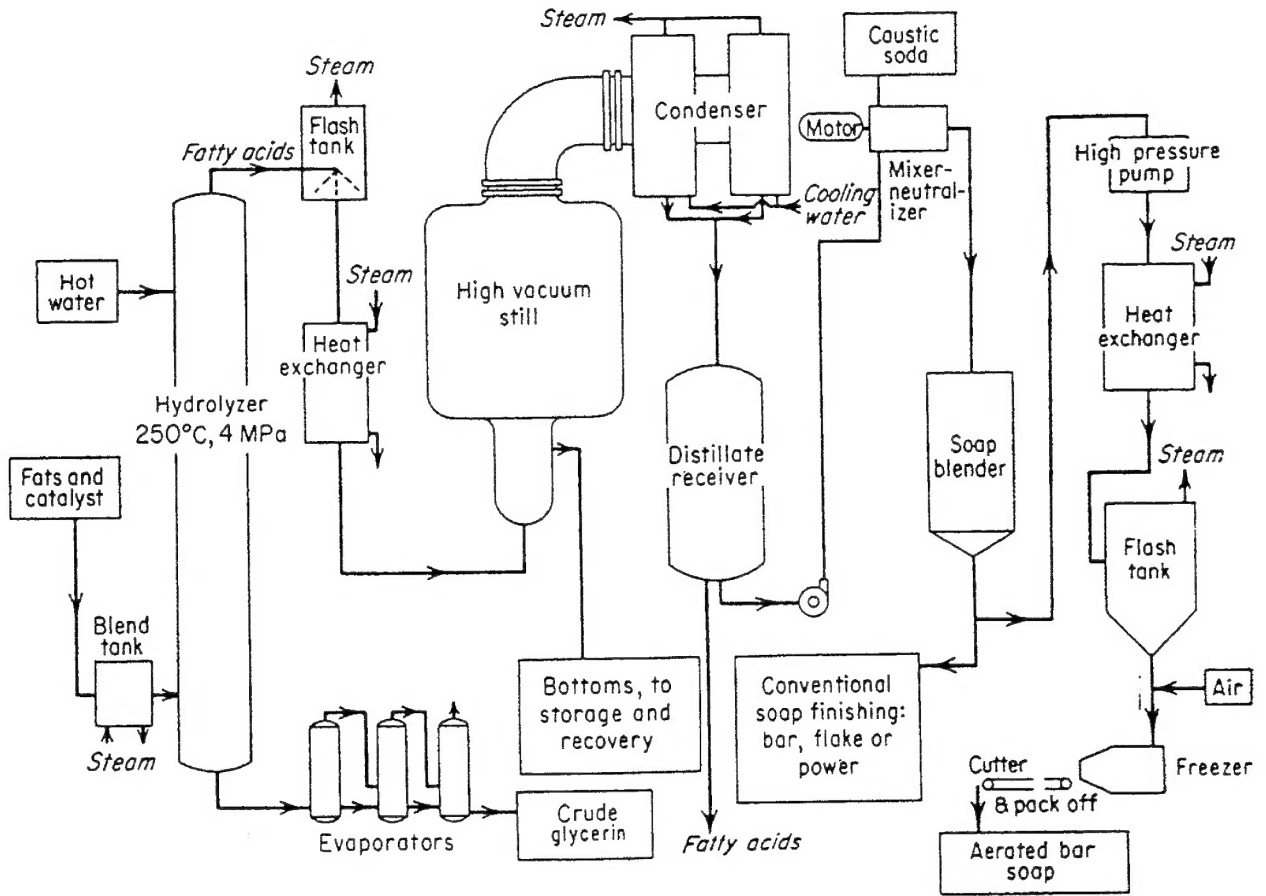 Steam
Caustic
soda
Steam
Flash
tank
Condenser
Motor
High pressure
pump
Fatty acids
Mixer-
neutral-
izer
Cooling
water
Steam
Hot
water
Steam
High vacuum
still
Heat
exchanger
Heat
exchanger
Hydrolyzer
250°C, 4 MPa
Soap
blender
Distillate
receiver
Steam
Fats and
catalyst
Flash
tank
Blend
tank
Bottoms, to
storage and
recovery
Conventional
soap finishing:
bar, flake or
power
Air
Steam
Freezer
Cutter
& pack off
Crude
glycerin
Evaporators
Fatty acids
Aerated bar
soap